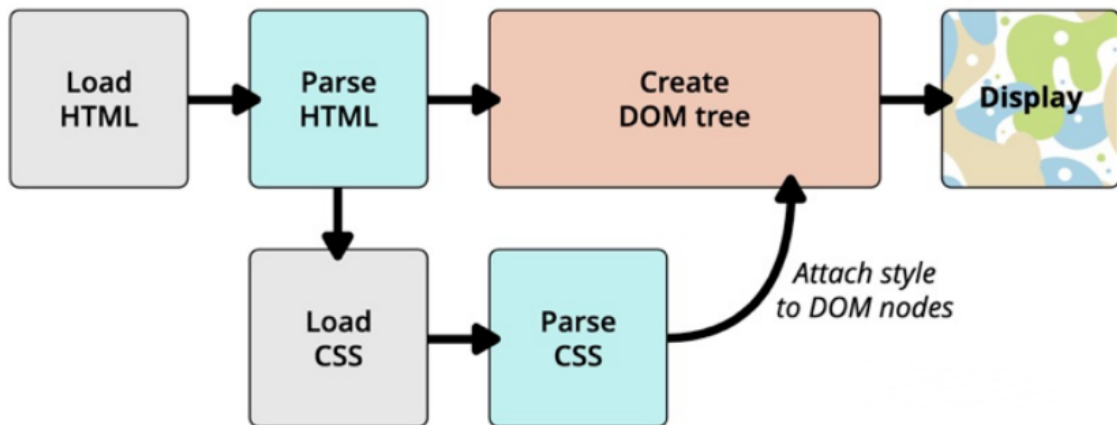 Load
HTML
Parse
HTML
Create
DOM tree
Display
Load
CSS
Parse
CSS
Attach style
to DOM nodes